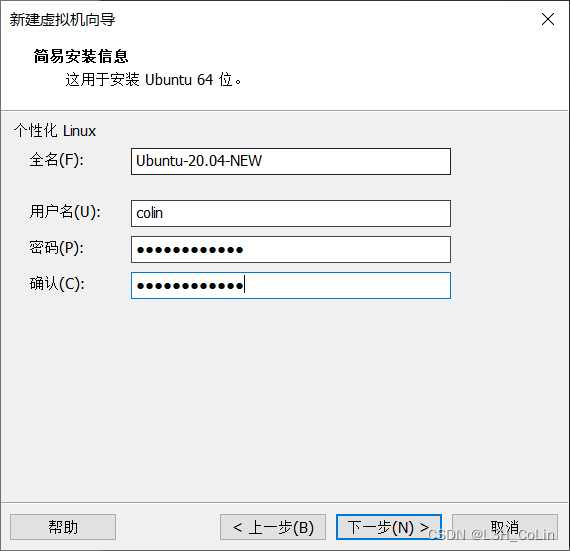 新建虚拟机向导
简易安装信息
这用于安装 Ubuntu 64 位。
个性化 Linux
全名(F):
Ubuntu-20.04-NEW
用户名(U):
colin
密码(P):
●●●●●●●●●●●●
确认(C):
●●●●●●●●●●●●
帮助
< 上一步(B)
下一步(N) >
取消
CSDN @L3H_CoLin